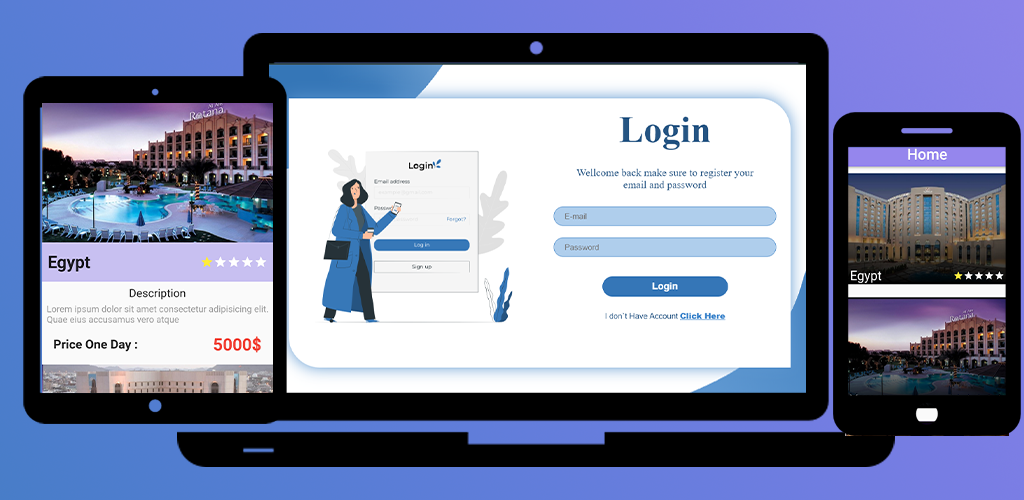 Rotana
Egypt
Description
Lorem ipsum dolor sit amet consectetur adipisicing elit.
Quae eius accusamus vero atque
Price One Day :
5000$
Login
Email address
Password
Forgot?
Log in
Sign up
Login
Wellcome back make sure to register your
email and password
E-mail
Password
Login
I don`t Have Account Click Here
Home
Egypt
Rotana